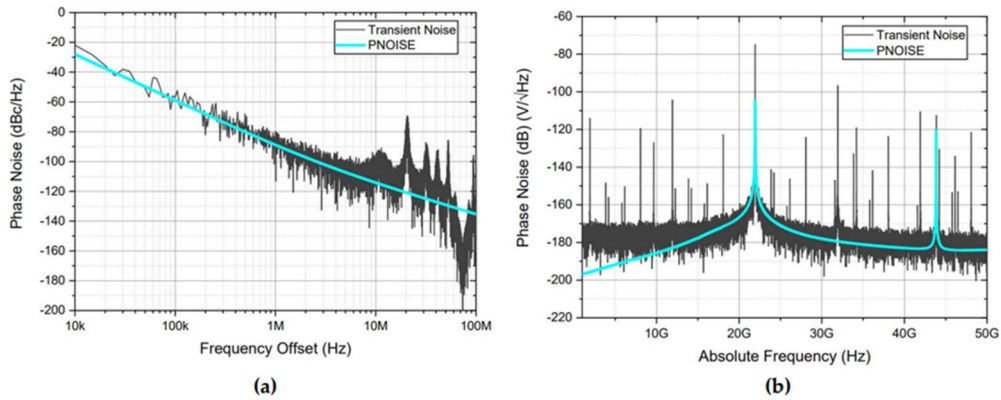 (a)
Transient Noise
PNOISE
Phase Noise (dBc/Hz)
0
-20
-40
-60
-80
-100
-120
-140
-160
-180
-200
10k
100k
1M
10M
100M
Frequency Offset (Hz)
(a)
(b)
Transient Noise
PNOISE
Phase Noise (dB) (V/√Hz)
-60
-80
-100
-120
-140
-160
-180
-200
-220
10G
20G
30G
40G
50G
Absolute Frequency (Hz)
(b)